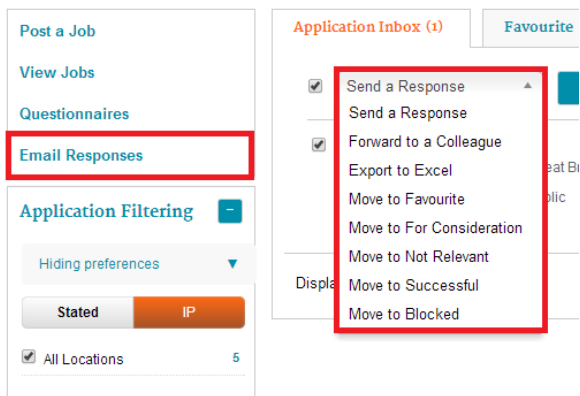 Post a Job
View Jobs
Questionnaires
Email Responses
Application Filtering
Hiding preferences
Stated IP
All Locations 5
Application Inbox (1) Favourite
Send a Response
Send a Response
Forward to a Colleague
Export to Excel
Move to Favourite
Move to For Consideration
Move to Not Relevant
Move to Successful
Move to Blocked